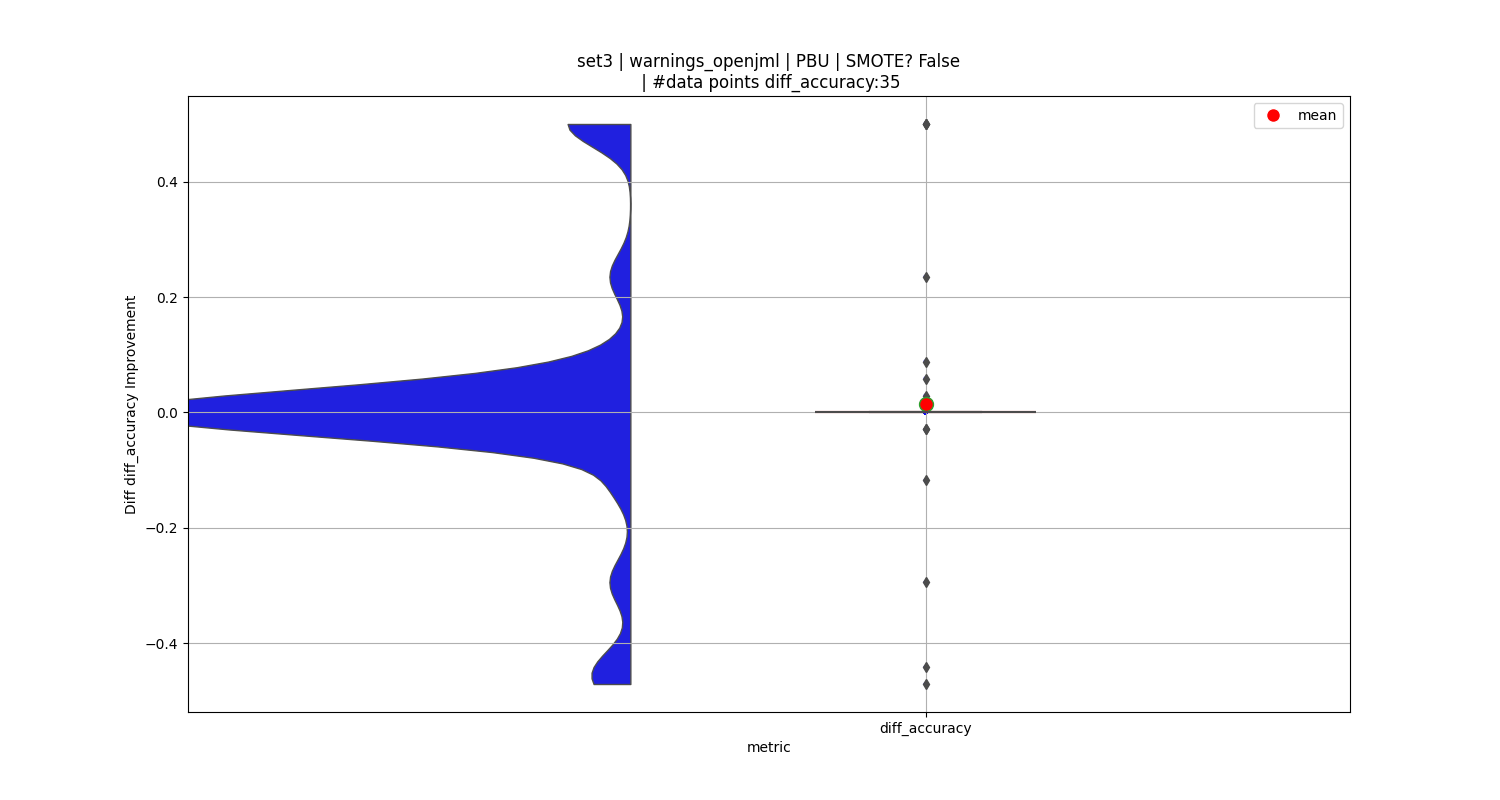 set3 | warnings_openjml | PBU | SMOTE? False
| #data points diff_accuracy:35
mean
0.4
0.2
0.0
−0.2
−0.4
Diff diff_accuracy Improvement
diff_accuracy
metric